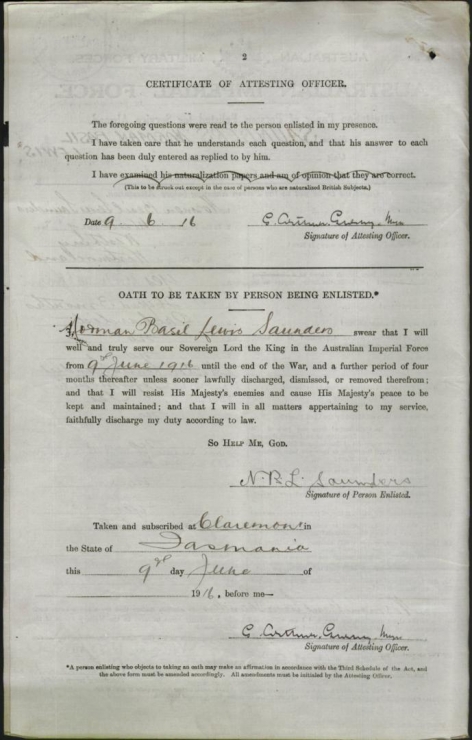 2
CERTIFICATE OF ATTESTING OFFICER.
The foregoing questions were read to the person enlisted in my presence.
I have taken care that he understands each question, and that his answer to each
question has been duly entered as replied to by him.
I have examined his naturalization papers and am of opinion that they are correct.
(This to be struck out except in the case of persons who are naturalized British Subjects.)
Date 9 6 16
Signature of Attesting Officer.
OATH TO BE TAKEN BY PERSON BEING ENLISTED.*
I, Norman Basil Lewis Saunders swear that I will
well and truly serve our Sovereign Lord the King in the Australian Imperial Force
from 9th June 1916 until the end of the War, and a further period of four
months thereafter unless sooner lawfully discharged, dismissed, or removed therefrom;
and that I will resist His Majesty's enemies and cause His Majesty's peace to be
kept and maintained; and that I will in all matters appertaining to my service,
faithfully discharge my duty according to law.
SO HELP ME, GOD.
N.B.L. Saunders
Signature of Person Enlisted.
Taken and subscribed at Claremont in
the State of Tasmania
this 9th day June of
1916, before me—
Signature of Attesting Officer.
*A person enlisting who objects to taking an oath may make an affirmation in accordance with the Third Schedule of the Act, and
the above form must be amended accordingly. All amendments must be initialed by the Attesting Officer.